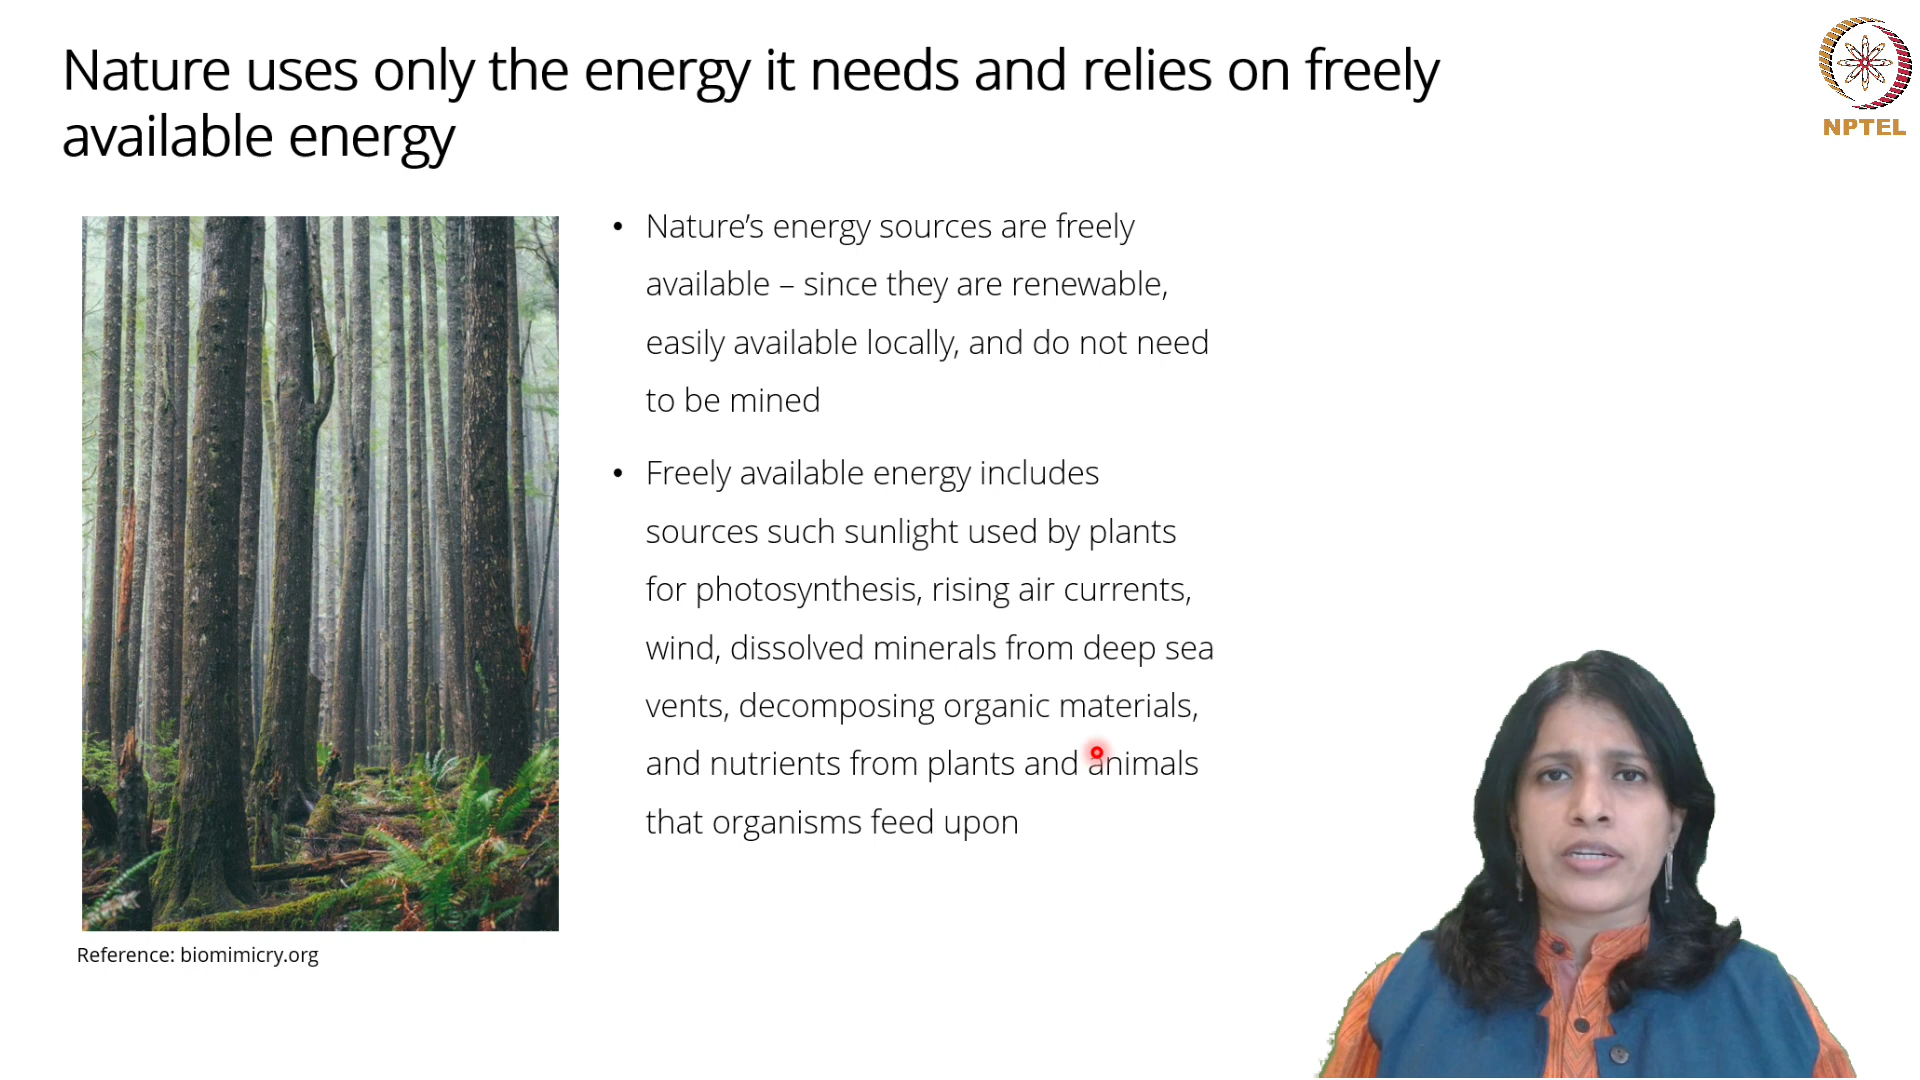 Nature uses only the energy it needs and relies on freely
available energy
NPTEL
• Nature’s energy sources are freely
available – since they are renewable,
easily available locally, and do not need
to be mined
• Freely available energy includes
sources such sunlight used by plants
for photosynthesis, rising air currents,
wind, dissolved minerals from deep sea
vents, decomposing organic materials,
and nutrients from plants and animals
that organisms feed upon
Reference: biomimicry.org